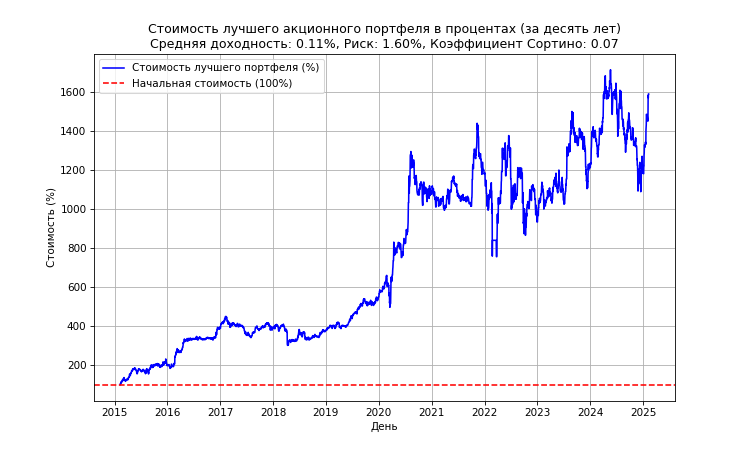 Стоимость лучшего акционного портфеля в процентах (за десять лет)
Средняя доходность: 0.11%, Риск: 1.60%, Коэффициент Сортино: 0.07
Стоимость лучшего портфеля (%)
Начальная стоимость (100%)
Стоимость (%)
1600
1400
1200
1000
800
600
400
200
2015 2016 2017 2018 2019 2020 2021 2022 2023 2024 2025
День